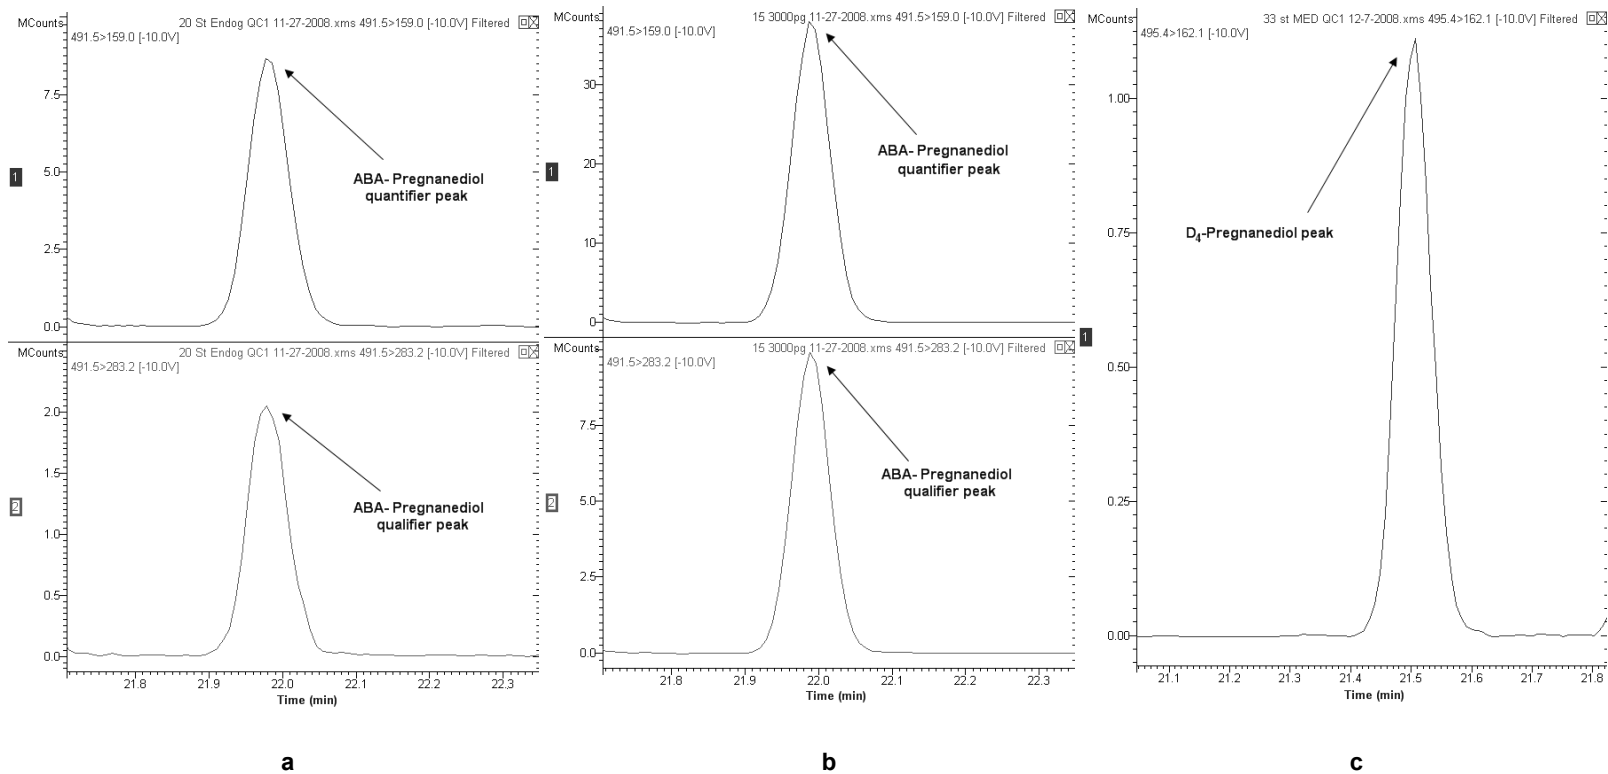 MCounts
20 St Endog QC1 11-27-2008.xms 491.5>159.0 [-10.0V] Filtered
491.5>159.0 [-10.0V]
7.5
5.0
2.5
0.0
1
ABA- Pregnanediol
quantifier peak
MCounts
20 St Endog QC1 11-27-2008.xms 491.5>283.2 [-10.0V] Filtered
491.5>283.2 [-10.0V]
2.0
1.5
1.0
0.5
0.0
2
ABA- Pregnanediol
qualifier peak
21.8 21.9 22.0 22.1 22.2 22.3
Time (min)
a
MCounts
15 3000pg 11-27-2008.xms 491.5>159.0 [-10.0V] Filtered
491.5>159.0 [-10.0V]
30
20
10
0
1
ABA- Pregnanediol
quantifier peak
MCounts
15 3000pg 11-27-2008.xms 491.5>283.2 [-10.0V] Filtered
491.5>283.2 [-10.0V]
7.5
5.0
2.5
0.0
2
ABA- Pregnanediol
qualifier peak
21.8 21.9 22.0 22.1 22.2 22.3
Time (min)
b
MCounts
33 st MED QC1 12-7-2008.xms 495.4>162.1 [-10.0V] Filtered
495.4>162.1 [-10.0V]
1.00
0.75
0.50
0.25
0.00
1
D4-Pregnanediol peak
21.1 21.2 21.3 21.4 21.5 21.6 21.7 21.8
Time (min)
c